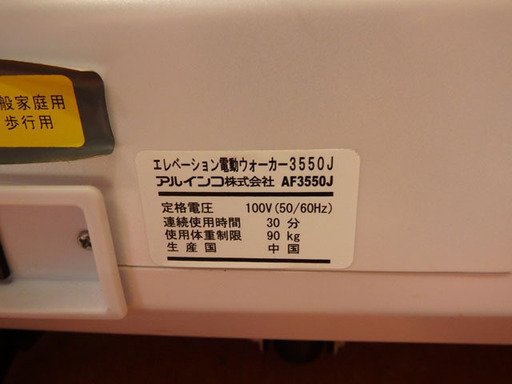 般家庭用
歩行用
エレベーション電動ウォーカー3550J
アルインコ株式会社 AF3550J
定格電圧 100V(50/60Hz)
連続使用時間 30 分
使用体重制限 90 kg
生産国 中国